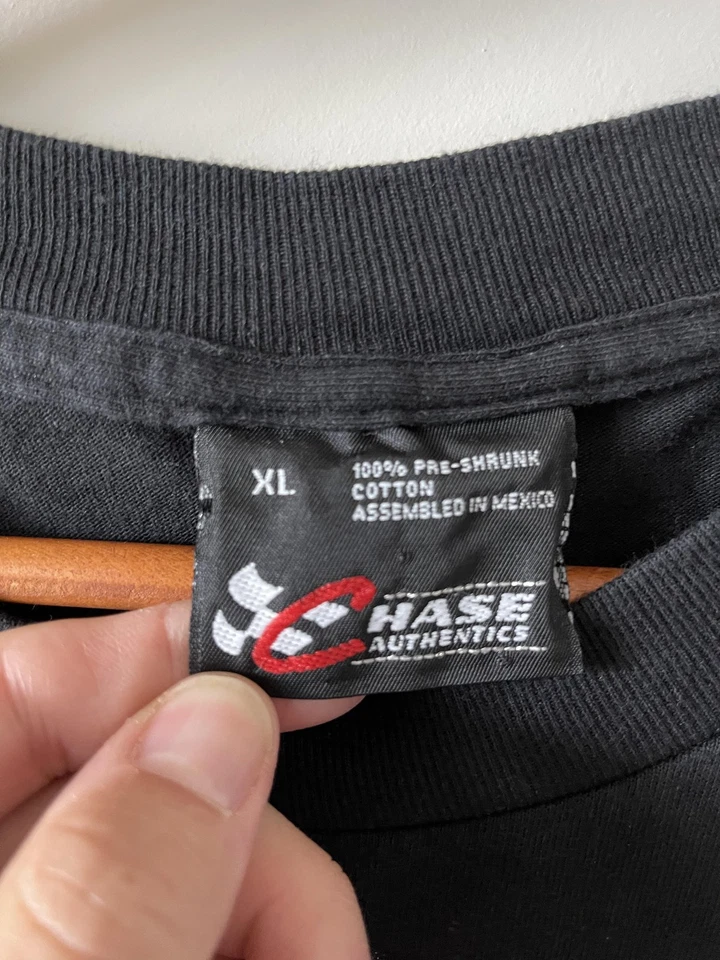 XL
100% PRE-SHRUNK
COTTON
ASSEMBLED IN MEXICO
CHASE
AUTHENTICS